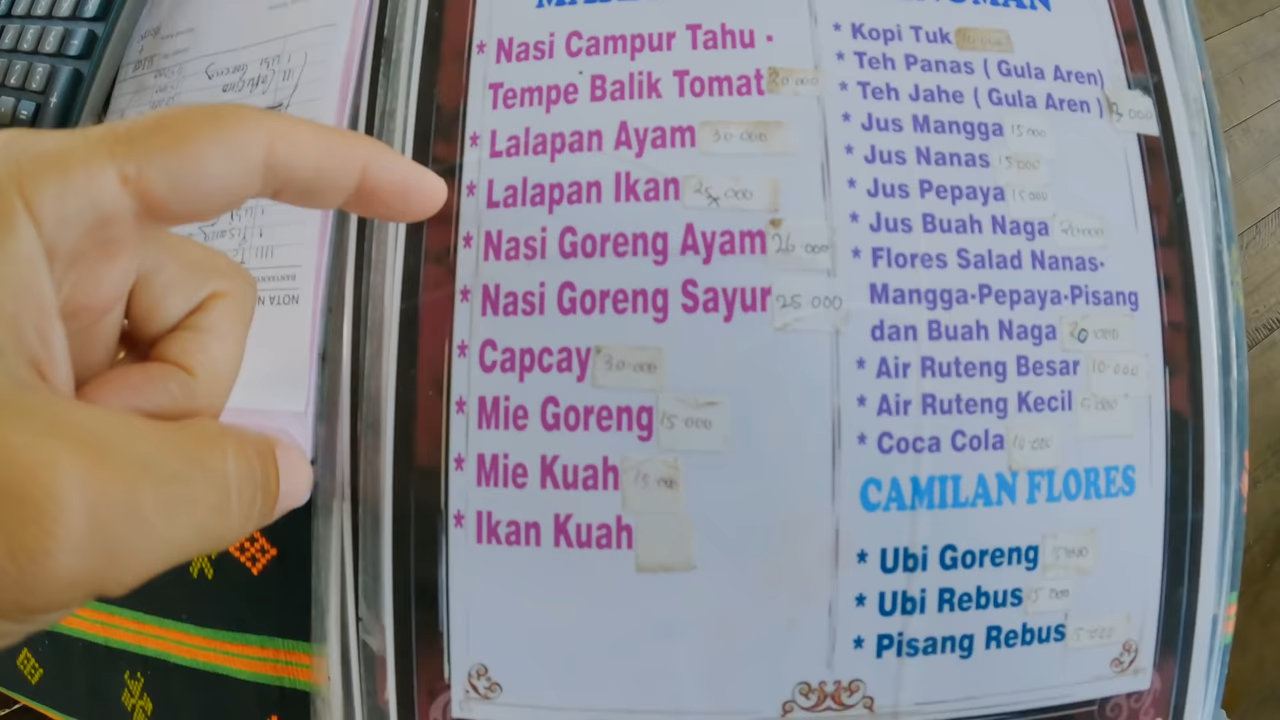 * Nasi Campur Tahu ·
Tempe Balik Tomat 20.000
* Lalapan Ayam 30 000
* Lalapan Ikan 25,000
* Nasi Goreng Ayam 26 000
* Nasi Goreng Sayur 25 000
* Capcay 30.000
* Mie Goreng 15 000
* Mie Kuah 15 000
* Ikan Kuah
* Kopi Tuk
* Teh Panas ( Gula Aren)
* Teh Jahe ( Gula Aren )
* Jus Mangga 15 000
* Jus Nanas 15 000
* Jus Pepaya 15 000
* Jus Buah Naga
* Flores Salad Nanas·
Mangga·Pepaya·Pisang
dan Buah Naga 20 000
* Air Ruteng Besar 10.000
* Air Ruteng Kecil
* Coca Cola 10 000
CAMILAN FLORES
* Ubi Goreng
* Ubi Rebus
* Pisang Rebus